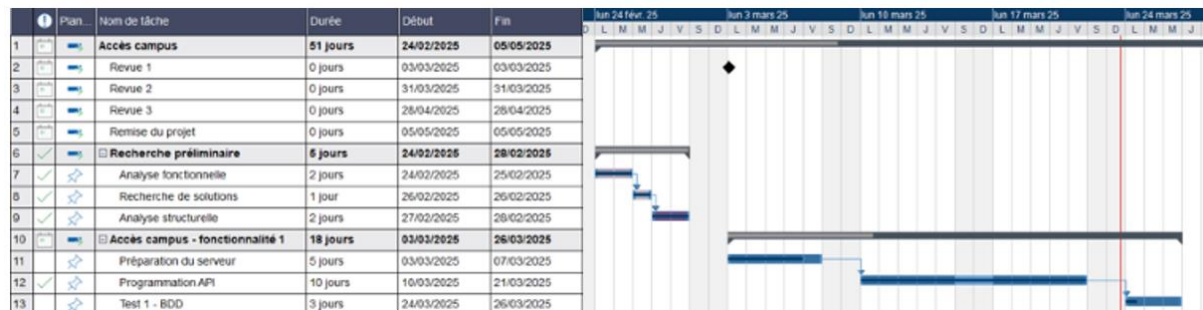 Plan... Nom de tâche Durée Début Fin
lun 24 févr. 25 lun 3 mars 25 lun 10 mars 25 lun 17 mars 25 lun 24 mars 25
D L M M J V S D L M M J V S D L M M J V S D L M M J V S D L M M J
1 Accès campus 51 jours 24/02/2025 05/05/2025
2 Revue 1 0 jours 03/03/2025 03/03/2025
3 Revue 2 0 jours 31/03/2025 31/03/2025
4 Revue 3 0 jours 28/04/2025 28/04/2025
5 Remise du projet 0 jours 05/05/2025 05/05/2025
6 Recherche préliminaire 5 jours 24/02/2025 28/02/2025
7 Analyse fonctionnelle 2 jours 24/02/2025 25/02/2025
8 Recherche de solutions 1 jour 26/02/2025 26/02/2025
9 Analyse structurelle 2 jours 27/02/2025 28/02/2025
10 Accès campus - fonctionnalité 1 18 jours 03/03/2025 26/03/2025
11 Préparation du serveur 5 jours 03/03/2025 07/03/2025
12 Programmation API 10 jours 10/03/2025 21/03/2025
13 Test 1 - BDD 3 jours 24/03/2025 26/03/2025